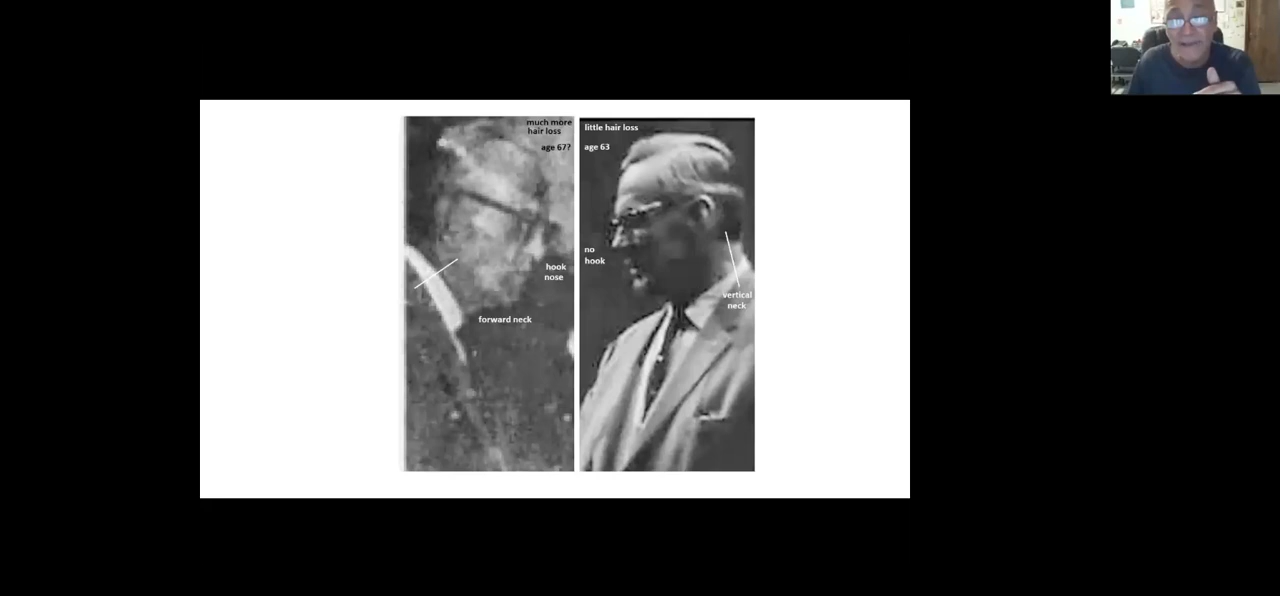 much more
hair loss
age 67?
hook
nose
forward neck
little hair loss
age 63
no
hook
vertical
neck